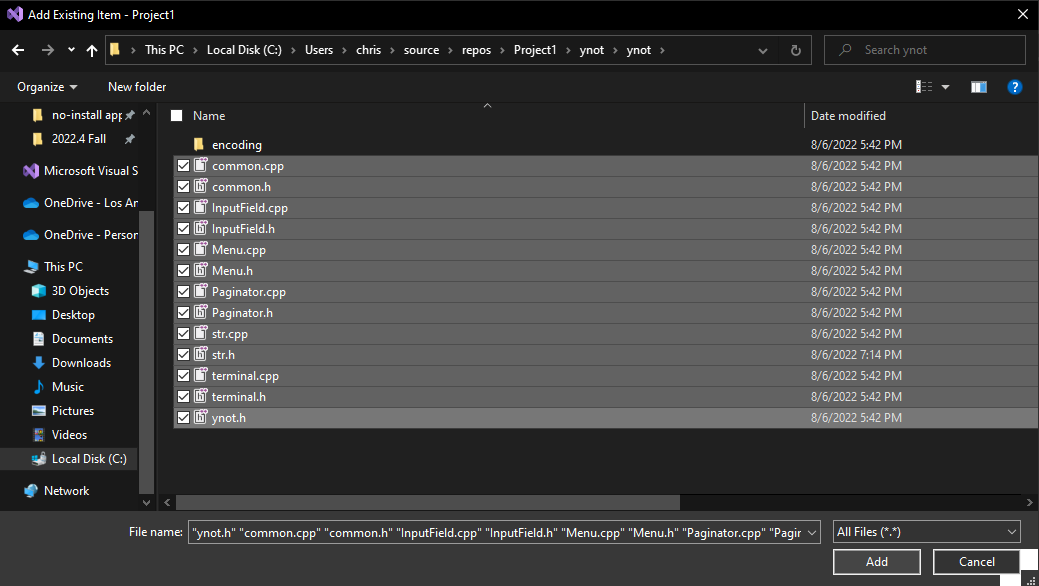 Add Existing Item - Project1
This PC > Local Disk (C:) > Users > chris > source > repos > Project1 > ynot > ynot >
Search ynot
Organize New folder
?
no-install app
2022.4 Fall
Microsoft Visual S
OneDrive - Los An
OneDrive - Person
This PC
3D Objects
Desktop
Documents
Downloads
Music
Pictures
Videos
Local Disk (C:)
Network
Name Date modified
encoding 8/6/2022 5:42 PM
common.cpp 8/6/2022 5:42 PM
common.h 8/6/2022 5:42 PM
InputField.cpp 8/6/2022 5:42 PM
InputField.h 8/6/2022 5:42 PM
Menu.cpp 8/6/2022 5:42 PM
Menu.h 8/6/2022 5:42 PM
Paginator.cpp 8/6/2022 5:42 PM
Paginator.h 8/6/2022 5:42 PM
str.cpp 8/6/2022 5:42 PM
str.h 8/6/2022 7:14 PM
terminal.cpp 8/6/2022 5:42 PM
terminal.h 8/6/2022 5:42 PM
ynot.h 8/6/2022 5:42 PM
File name: "ynot.h" "common.cpp" "common.h" "InputField.cpp" "InputField.h" "Menu.cpp" "Menu.h" "Paginator.cpp" "Pagir
All Files (*.*)
Add Cancel